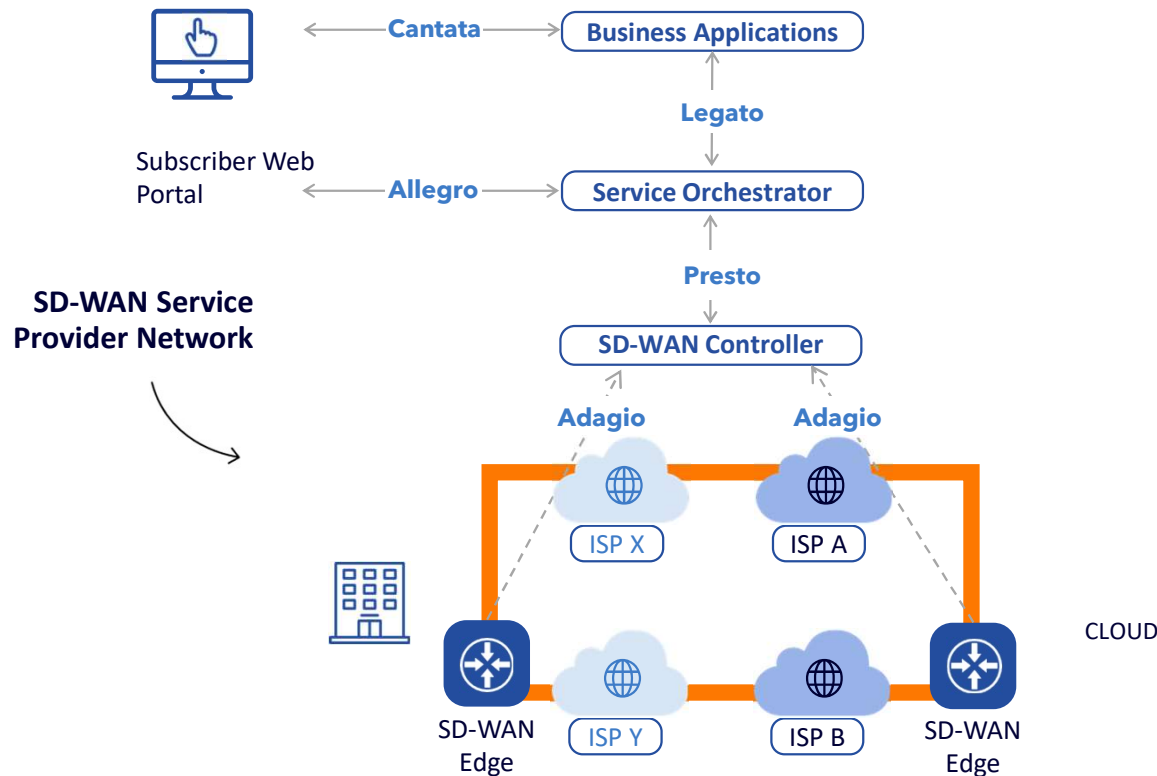 Cantata
Business Applications
Legato
Subscriber Web
Portal
Allegro
Service Orchestrator
Presto
SD-WAN Service
Provider Network
SD-WAN Controller
Adagio
Adagio
ISP X
ISP A
CLOUD
ISP Y
ISP B
SD-WAN
Edge
SD-WAN
Edge